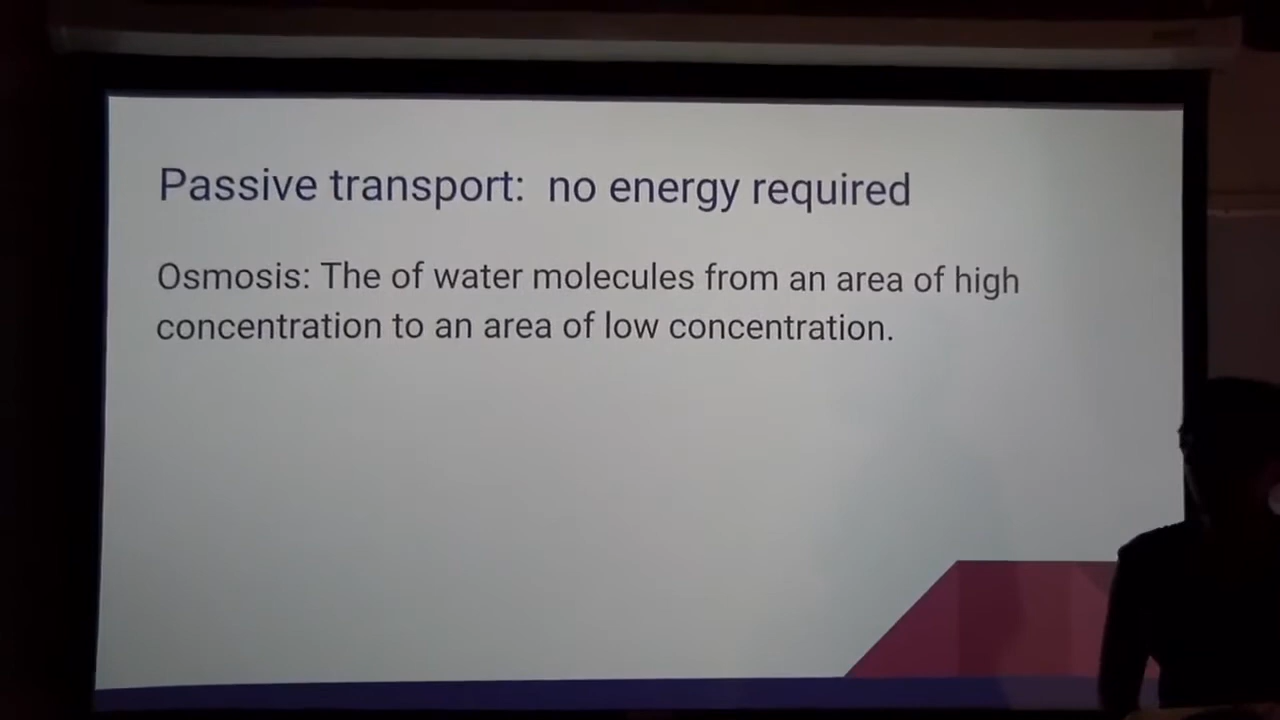 Passive transport: no energy required
Osmosis: The of water molecules from an area of high
concentration to an area of low concentration.